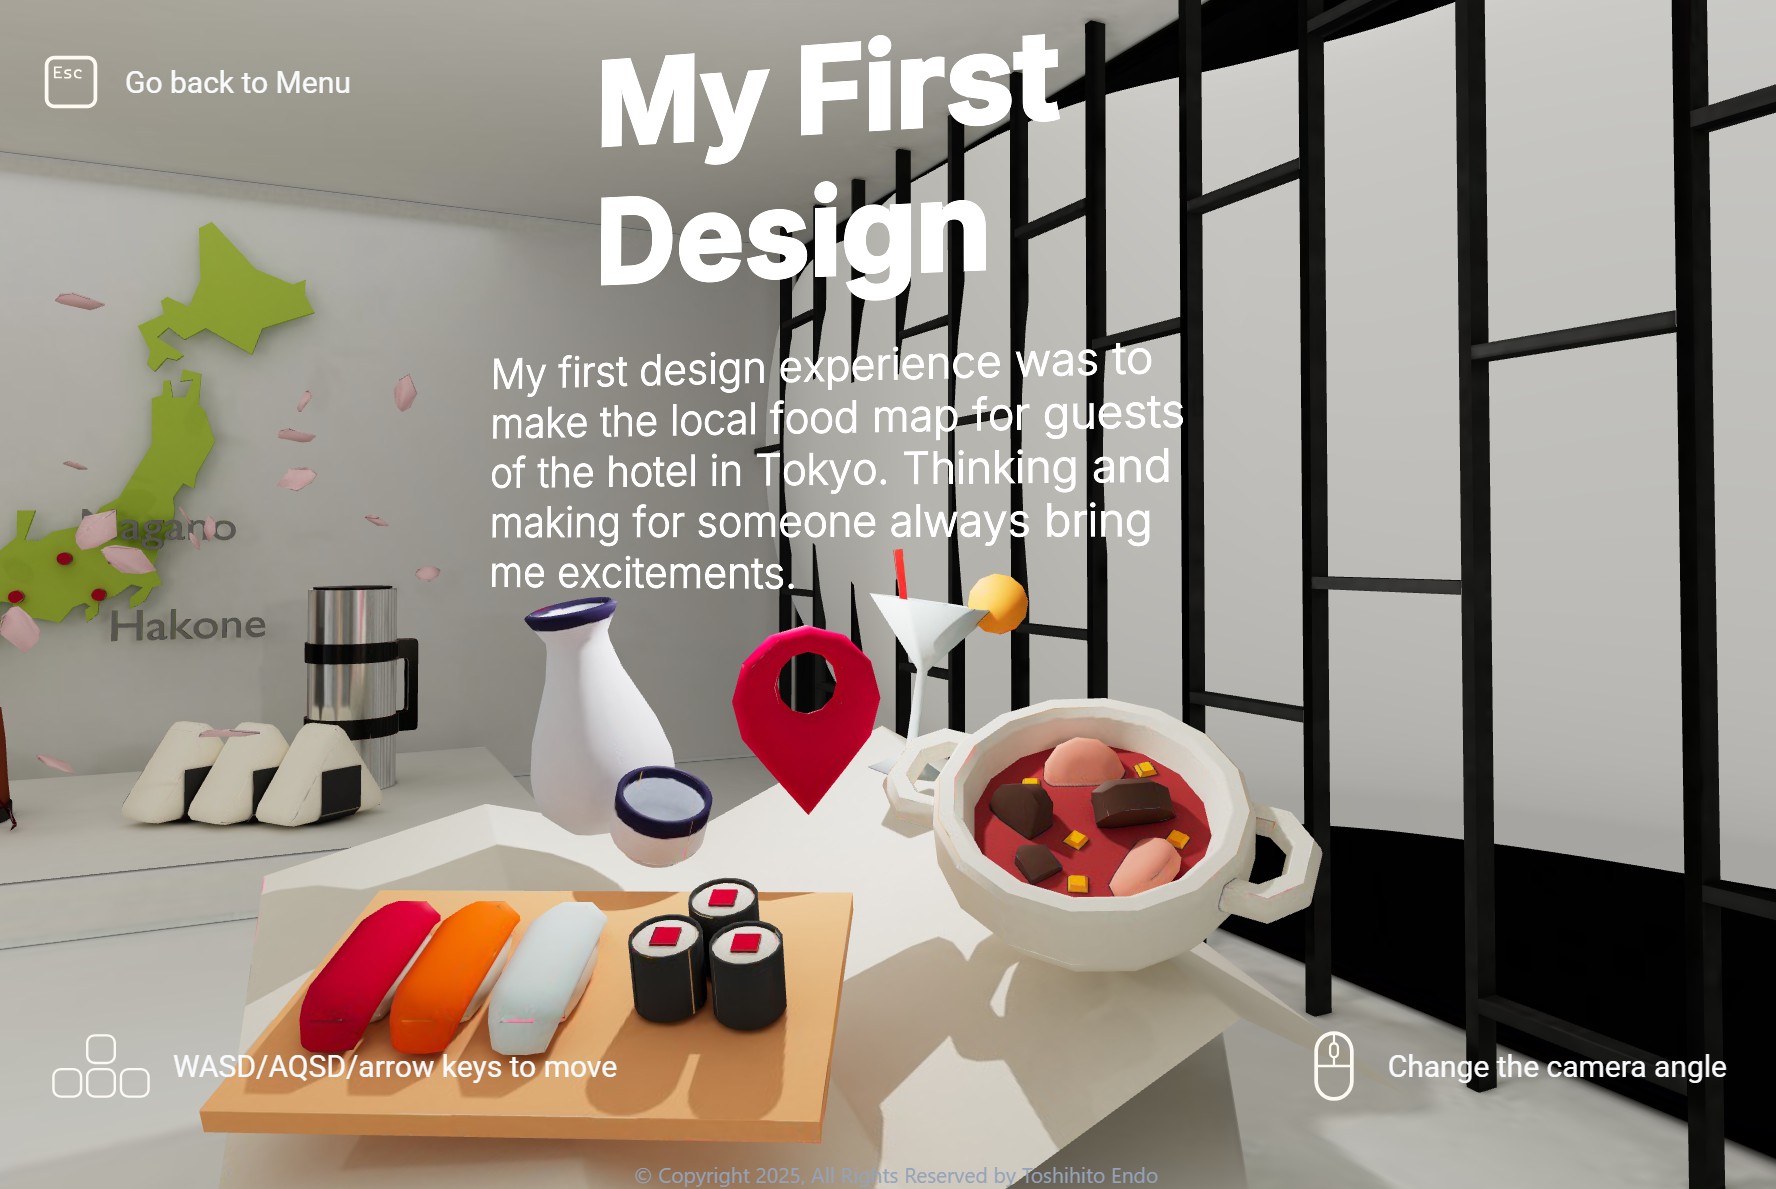 Esc
Go back to Menu
My First
Design
My first design experience was to
make the local food map for guests
of the hotel in Tokyo. Thinking and
making for someone always bring
me excitements.
Nagano
Hakone
WASD/AQSD/arrow keys to move
Change the camera angle
© Copyright 2025, All Rights Reserved by Toshihito Endo